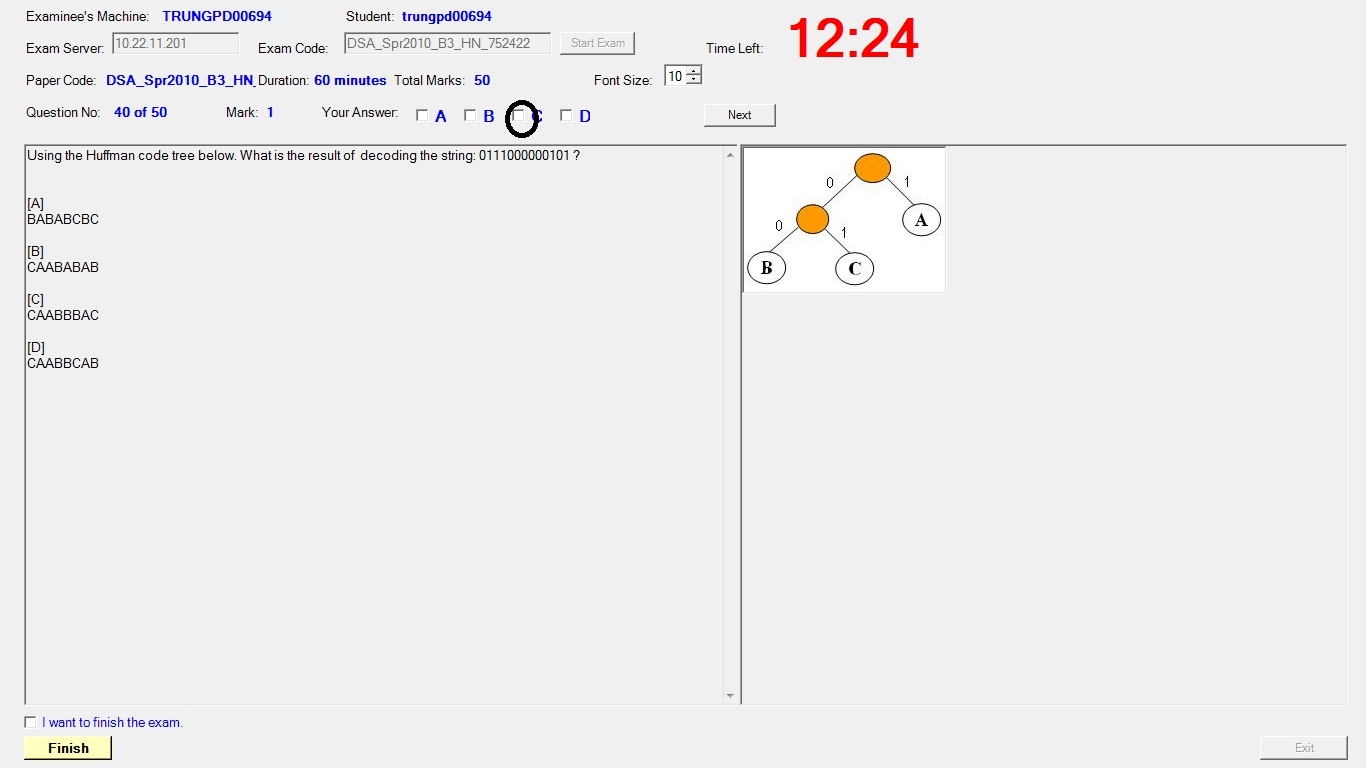 Examinee's Machine: TRUNGPD00694 Student: trungpd00694
Exam Server: 10.22.11.201 Exam Code: DSA_Spr2010_B3_HN_752422 Start Exam Time Left: 12:24
Paper Code: DSA_Spr2010_B3_HN_ Duration: 60 minutes Total Marks: 50 Font Size: 10
Question No: 40 of 50 Mark: 1 Your Answer: A B C D Next
Using the Huffman code tree below. What is the result of decoding the string: 0111000000101 ?
[A]
BABABCBC
[B]
CAABABAB
[C]
CAABBBAC
[D]
CAABBCAB
0 1
A
0 1
B C
I want to finish the exam.
Finish Exit